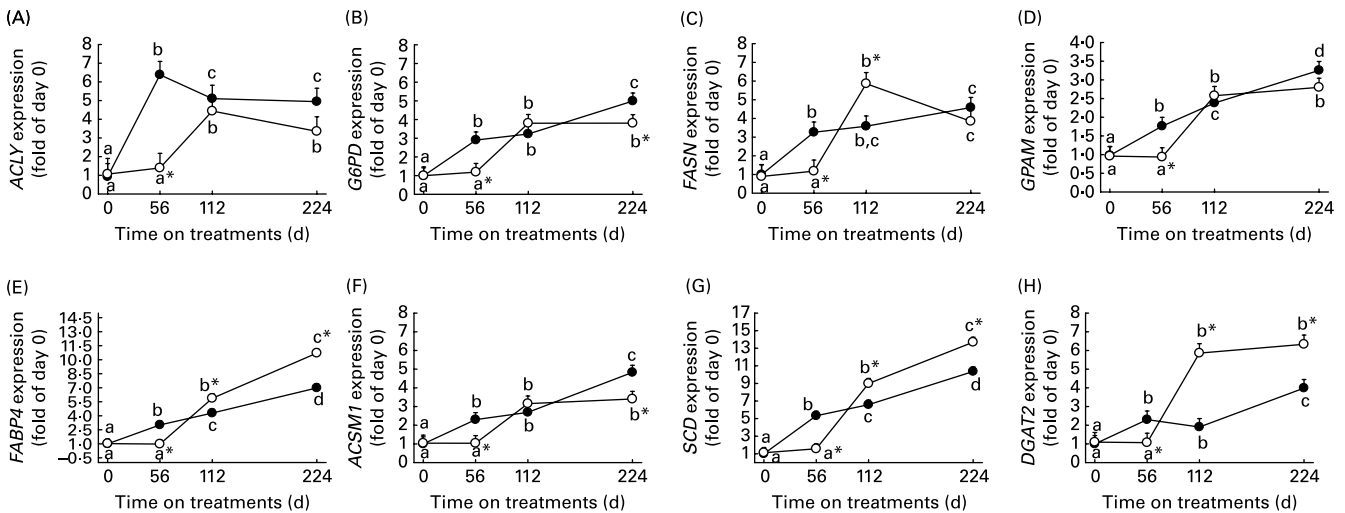 (A)
ACLY expression
(fold of day 0)
8
7
6
5
4
3
2
1
0
a
b
c
c
a
a*
b
b
0 56 112 224
Time on treatments (d)
(B)
G6PD expression
(fold of day 0)
8
7
6
5
4
3
2
1
0
a
b
b
c
a
a*
b
b*
0 56 112 224
Time on treatments (d)
(C)
FASN expression
(fold of day 0)
8
7
6
5
4
3
2
1
0
a
b
b*
c
a
a*
b,c
c
0 56 112 224
Time on treatments (d)
(D)
GPAM expression
(fold of day 0)
4·0
3·5
3·0
2·5
2·0
1·5
1·0
0·5
0·0
a
b
b
d
a
a*
c
b
0 56 112 224
Time on treatments (d)
(E)
FABP4 expression
(fold of day 0)
14·5
13·0
11·5
10·0
8·5
7·0
5·5
4·0
2·5
1·0
–0·5
a
b
b*
c*
a
a*
c
d
0 56 112 224
Time on treatments (d)
(F)
ACSM1 expression
(fold of day 0)
8
7
6
5
4
3
2
1
0
a
b
b
c
a
a*
b
b*
0 56 112 224
Time on treatments (d)
(G)
SCD expression
(fold of day 0)
17
15
13
11
9
7
5
3
1
a
b
b*
c*
a
a*
c
d
0 56 112 224
Time on treatments (d)
(H)
DGAT2 expression
(fold of day 0)
8
7
6
5
4
3
2
1
0
a
b
b*
b*
a
a*
b
c
0 56 112 224
Time on treatments (d)